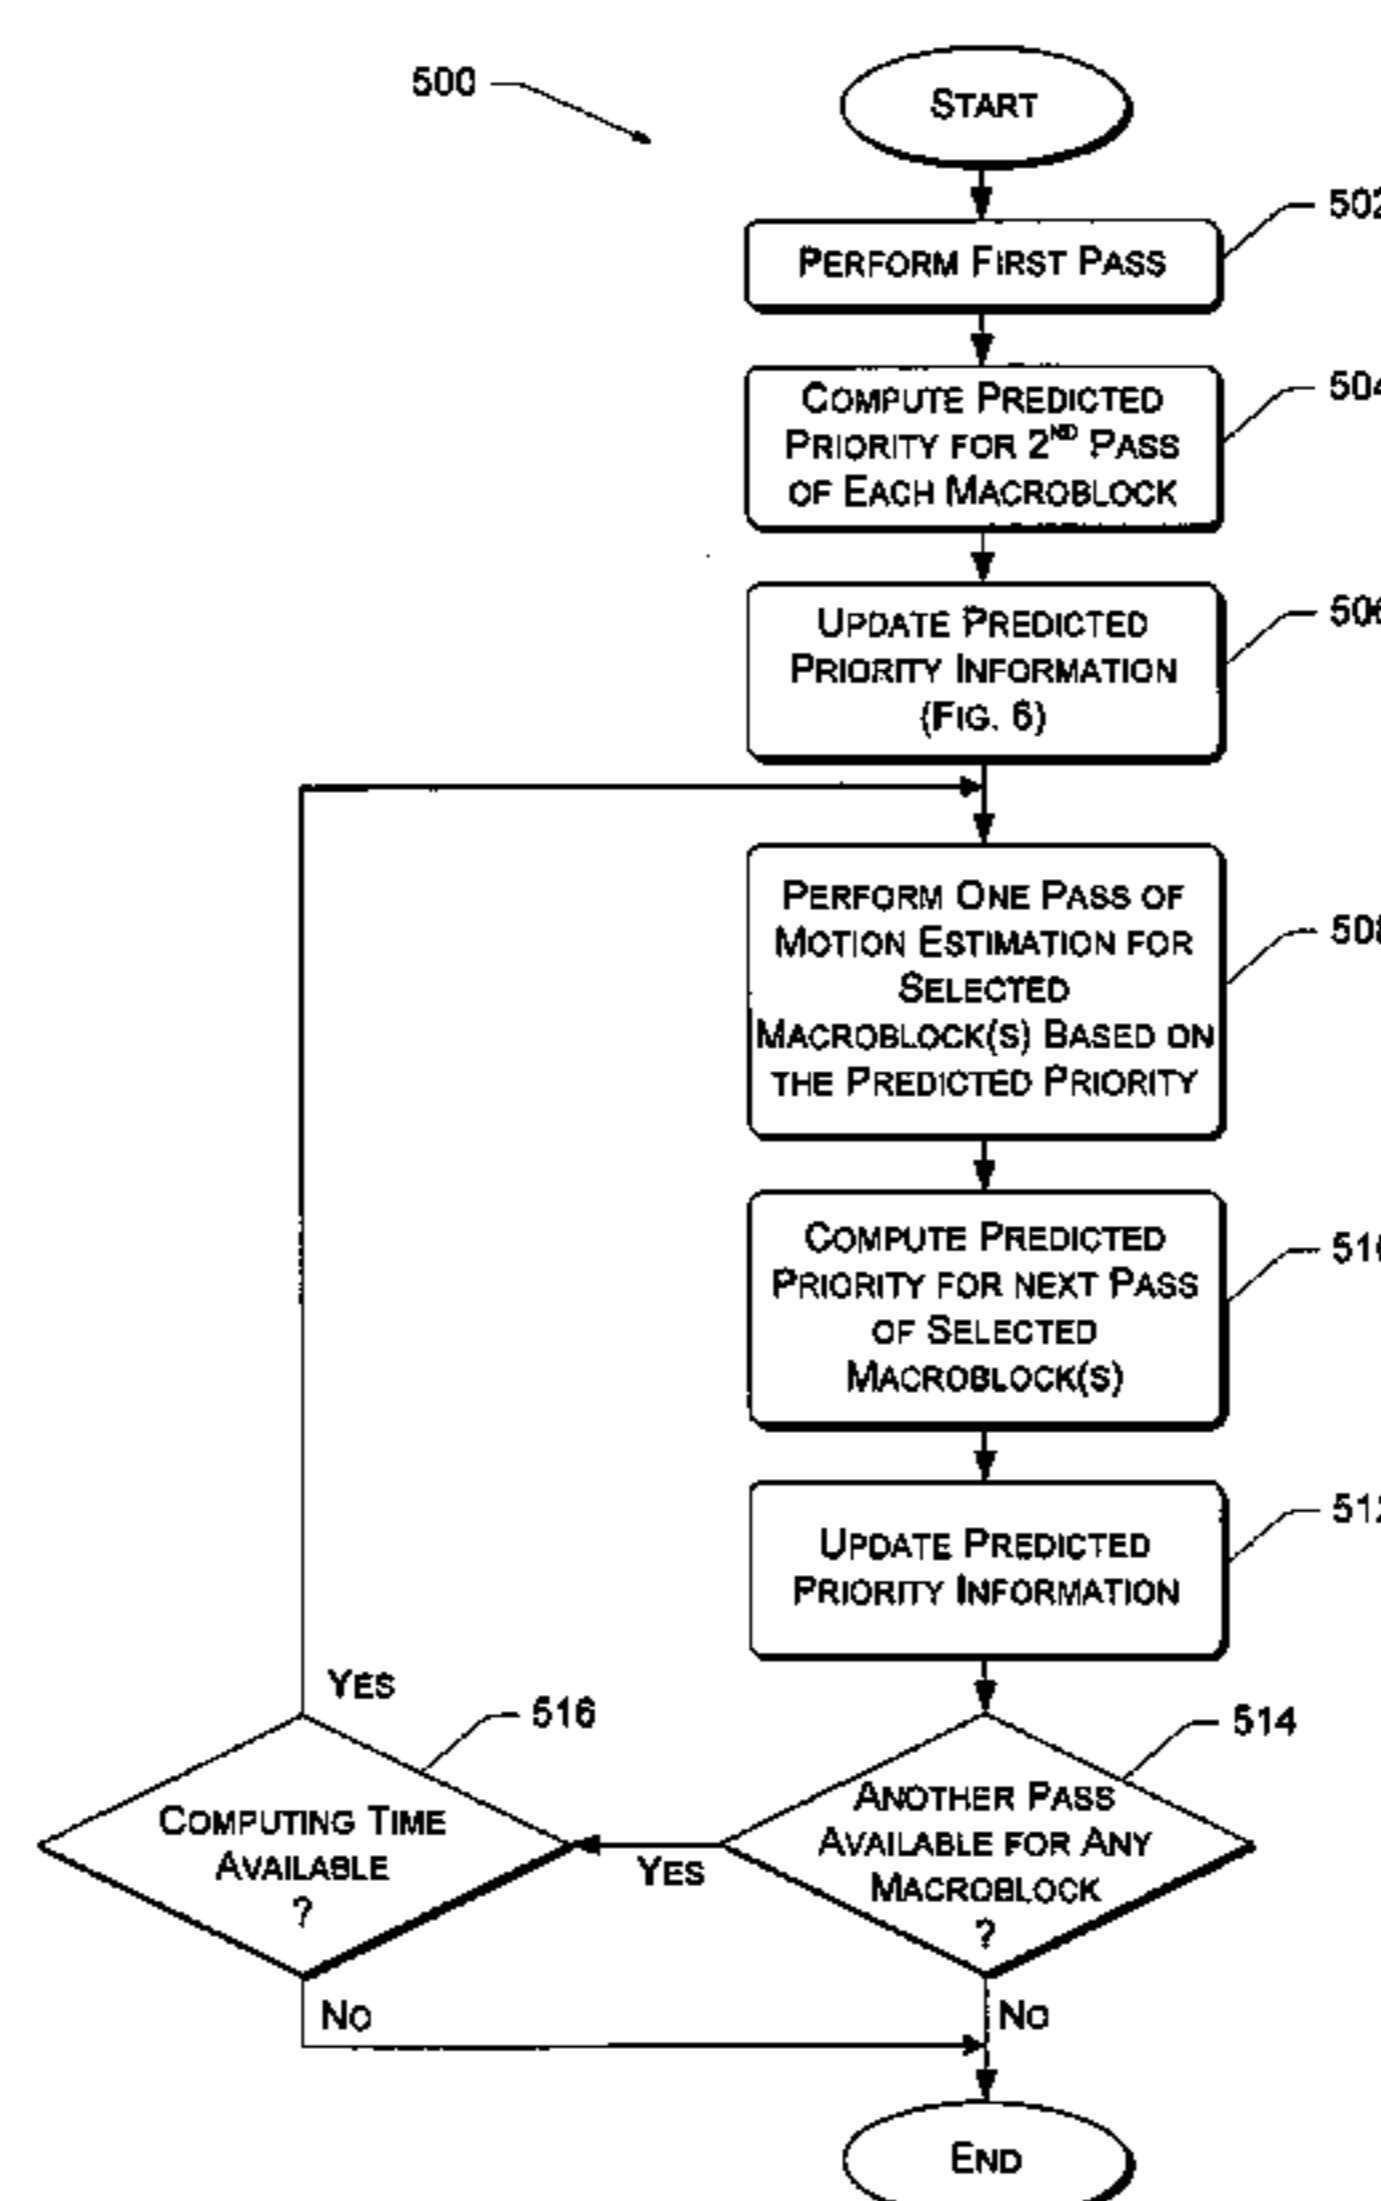 500
START
PERFORM FIRST PASS
COMPUTE PREDICTED
PRIORITY FOR 2ND PASS
OF EACH MACROBLOCK
504
UPDATE PREDICTED
PRIORITY INFORMATION
(FIG. 6)
PERFORM ONE PASS OF
MOTION ESTIMATION FOR
SELECTED
MACROBLOCK(S) BASED ON
THE PREDICTED PRIORITY
COMPUTE PREDICTED
PRIORITY FOR NEXT PASS
OF SELECTED
MACROBLOCK(S)
UPDATE PREDICTED
PRIORITY INFORMATION
YES
516
514
COMPUTING TIME
AVAILABLE
?
YES
ANOTHER PASS
AVAILABLE FOR ANY
MACROBLOCK
?
NO
NO
END